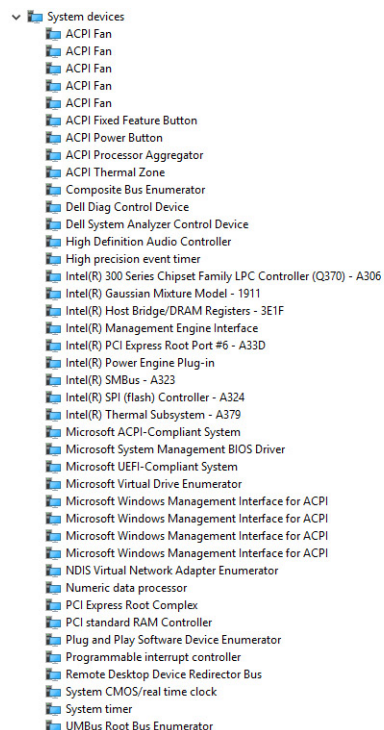 System devices
ACPI Fan
ACPI Fan
ACPI Fan
ACPI Fan
ACPI Fan
ACPI Fixed Feature Button
ACPI Power Button
ACPI Processor Aggregator
ACPI Thermal Zone
Composite Bus Enumerator
Dell Diag Control Device
Dell System Analyzer Control Device
High Definition Audio Controller
High precision event timer
Intel(R) 300 Series Chipset Family LPC Controller (Q370) - A306
Intel(R) Gaussian Mixture Model - 1911
Intel(R) Host Bridge/DRAM Registers - 3E1F
Intel(R) Management Engine Interface
Intel(R) PCI Express Root Port #6 - A33D
Intel(R) Power Engine Plug-in
Intel(R) SMBus - A323
Intel(R) SPI (flash) Controller - A324
Intel(R) Thermal Subsystem - A379
Microsoft ACPI-Compliant System
Microsoft System Management BIOS Driver
Microsoft UEFI-Compliant System
Microsoft Virtual Drive Enumerator
Microsoft Windows Management Interface for ACPI
Microsoft Windows Management Interface for ACPI
Microsoft Windows Management Interface for ACPI
Microsoft Windows Management Interface for ACPI
NDIS Virtual Network Adapter Enumerator
Numeric data processor
PCI Express Root Complex
PCI standard RAM Controller
Plug and Play Software Device Enumerator
Programmable interrupt controller
Remote Desktop Device Redirector Bus
System CMOS/real time clock
System timer
UMBus Root Bus Enumerator